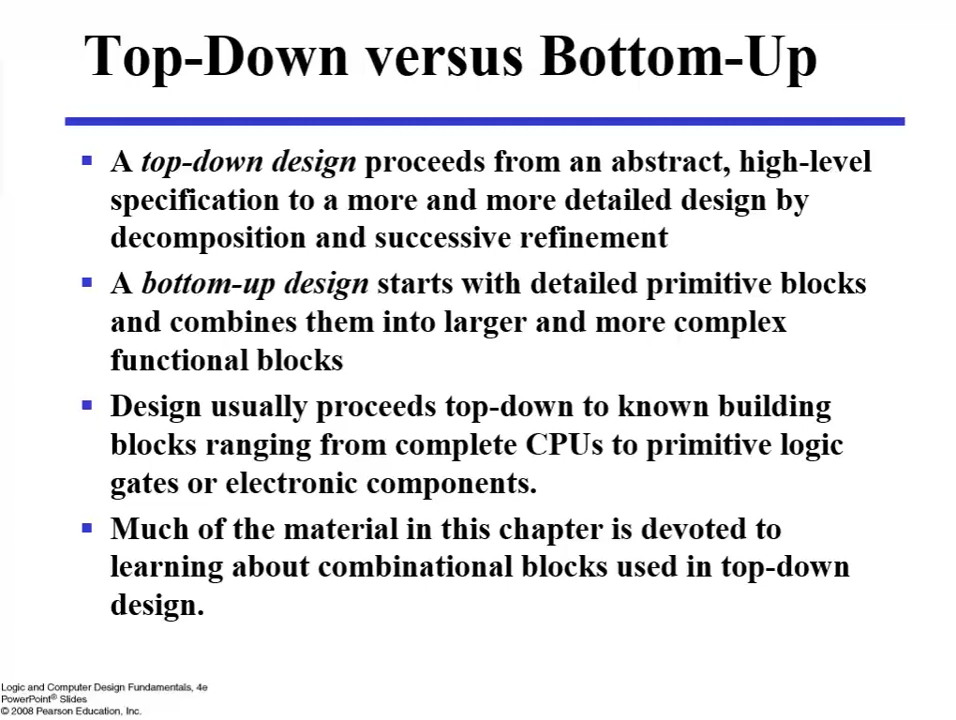 Top-Down versus Bottom-Up
▪ A top-down design proceeds from an abstract, high-level
specification to a more and more detailed design by
decomposition and successive refinement
▪ A bottom-up design starts with detailed primitive blocks
and combines them into larger and more complex
functional blocks
▪ Design usually proceeds top-down to known building
blocks ranging from complete CPUs to primitive logic
gates or electronic components.
▪ Much of the material in this chapter is devoted to
learning about combinational blocks used in top-down
design.
Logic and Computer Design Fundamentals, 4e
PowerPoint® Slides
© 2008 Pearson Education, Inc.